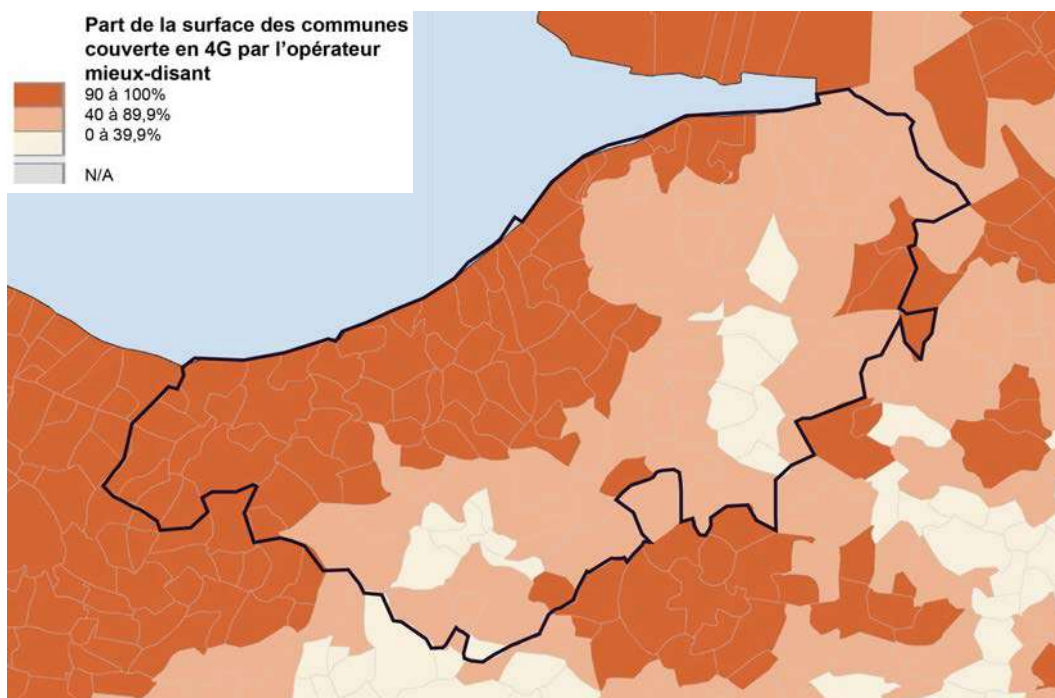 Part de la surface des communes
couverte en 4G par l’opérateur
mieux-disant
90 à 100%
40 à 89,9%
0 à 39,9%
N/A